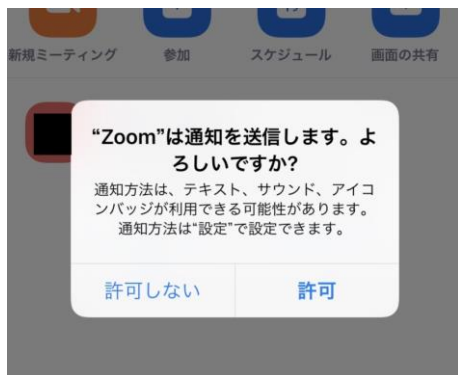 新規ミーティング 参加 スケジュール 画面の共有
“Zoom”は通知を送信します。よ
ろしいですか?
通知方法は、テキスト、サウンド、アイコ
ンバッジが利用できる可能性があります。
通知方法は“設定”で設定できます。
許可しない 許可